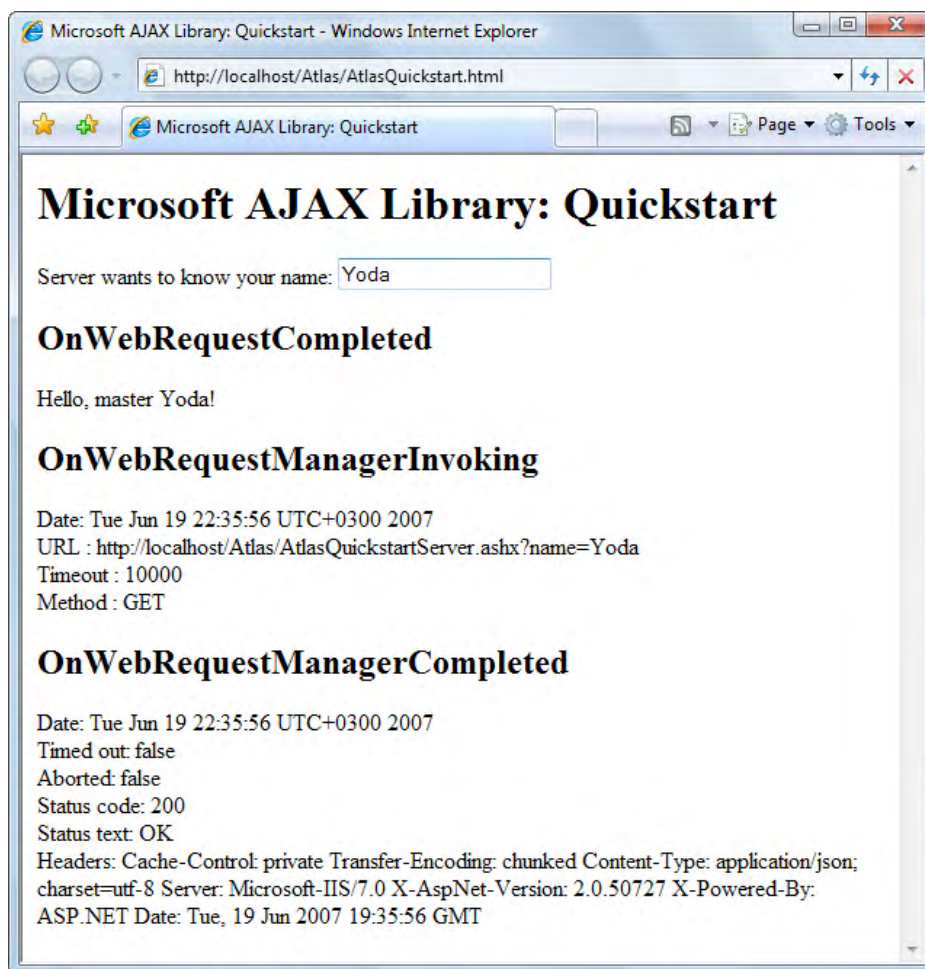 Microsoft AJAX Library: Quickstart - Windows Internet Explorer
http://localhost/Atlas/AtlasQuickstart.html
Microsoft AJAX Library: Quickstart
Page
Tools
Microsoft AJAX Library: Quickstart
Server wants to know your name: Yoda
OnWebRequestCompleted
Hello, master Yoda!
OnWebRequestManagerInvoking
Date: Tue Jun 19 22:35:56 UTC+0300 2007
URL : http://localhost/Atlas/AtlasQuickstartServer.ashx?name=Yoda
Timeout : 10000
Method : GET
OnWebRequestManagerCompleted
Date: Tue Jun 19 22:35:56 UTC+0300 2007
Timed out: false
Aborted: false
Status code: 200
Status text: OK
Headers: Cache-Control: private Transfer-Encoding: chunked Content-Type: application/json;
charset=utf-8 Server: Microsoft-IIS/7.0 X-AspNet-Version: 2.0.50727 X-Powered-By:
ASP.NET Date: Tue, 19 Jun 2007 19:35:56 GMT